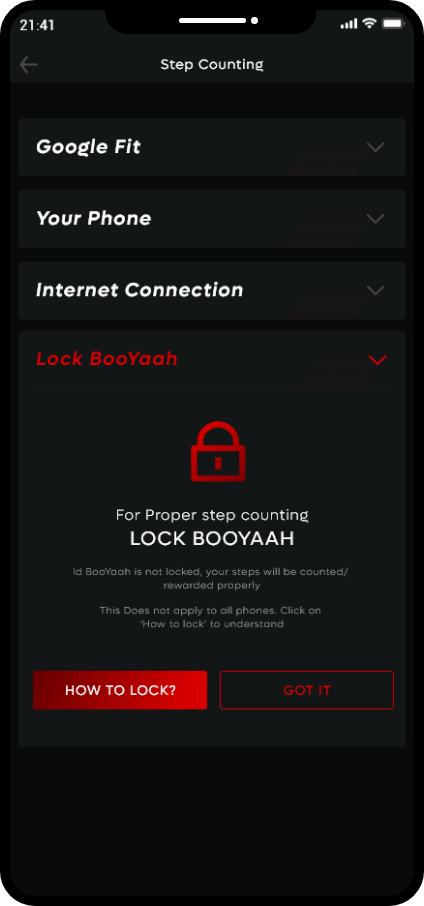 21:41
Step Counting
Google Fit
Your Phone
Internet Connection
Lock BooYaah
For Proper step counting
LOCK BOOYAAH
Id BooYaah is not locked, your steps will be counted/
rewarded properly
This Does not apply to all phones. Click on
'How to lock' to understand
HOW TO LOCK?
GOT IT